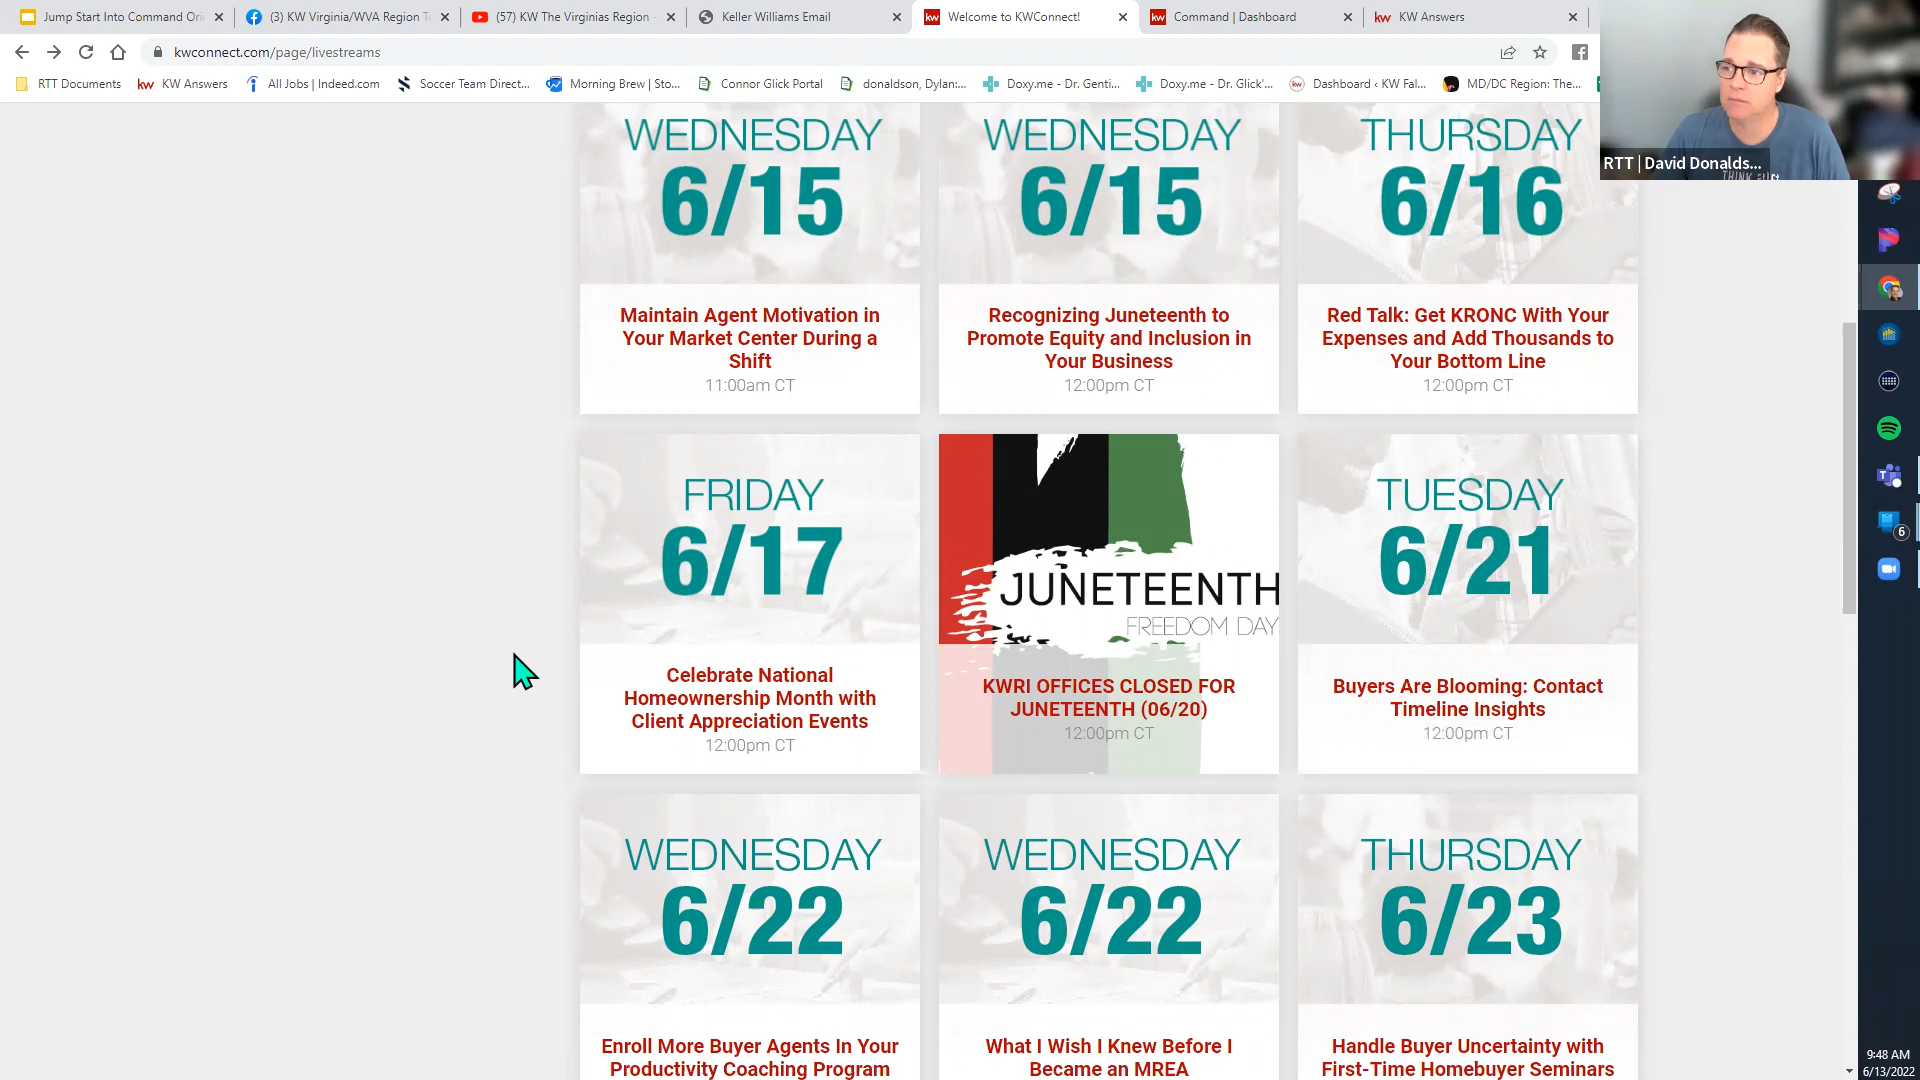 Jump Start Into Command Ori
(3) KW Virginia/WVA Region T
(57) KW The Virginias Region
Keller Williams Email
kw Welcome to KWConnect!
kw Command | Dashboard
kw KW Answers
kwconnect.com/page/livestreams
RTT Documents
kw KW Answers
All Jobs | Indeed.com
Soccer Team Direct...
Morning Brew | Sto...
Connor Glick Portal
donaldson, Dylan:...
Doxy.me - Dr. Genti...
Doxy.me - Dr. Glick'...
kw Dashboard ‹ KW Fal...
MD/DC Region: The...
RTT | David Donalds...
WEDNESDAY
6/15
Maintain Agent Motivation in
Your Market Center During a
Shift
11:00am CT
WEDNESDAY
6/15
Recognizing Juneteenth to
Promote Equity and Inclusion in
Your Business
12:00pm CT
THURSDAY
6/16
Red Talk: Get KRONC With Your
Expenses and Add Thousands to
Your Bottom Line
12:00pm CT
FRIDAY
6/17
Celebrate National
Homeownership Month with
Client Appreciation Events
12:00pm CT
JUNETEENTH
FREEDOM DAY
KWRI OFFICES CLOSED FOR
JUNETEENTH (06/20)
12:00pm CT
TUESDAY
6/21
Buyers Are Blooming: Contact
Timeline Insights
12:00pm CT
WEDNESDAY
6/22
Enroll More Buyer Agents In Your
Productivity Coaching Program
WEDNESDAY
6/22
What I Wish I Knew Before I
Became an MREA
THURSDAY
6/23
Handle Buyer Uncertainty with
First-Time Homebuyer Seminars
6
9:48 AM
6/13/2022